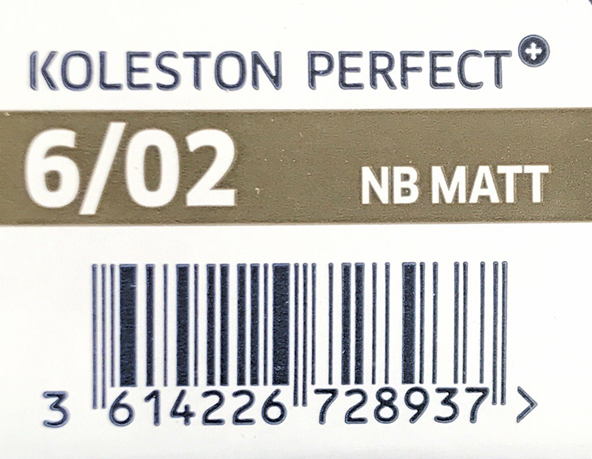 KOLESTON PERFECT+
6/02 NB MATT
3 614226 728937 >